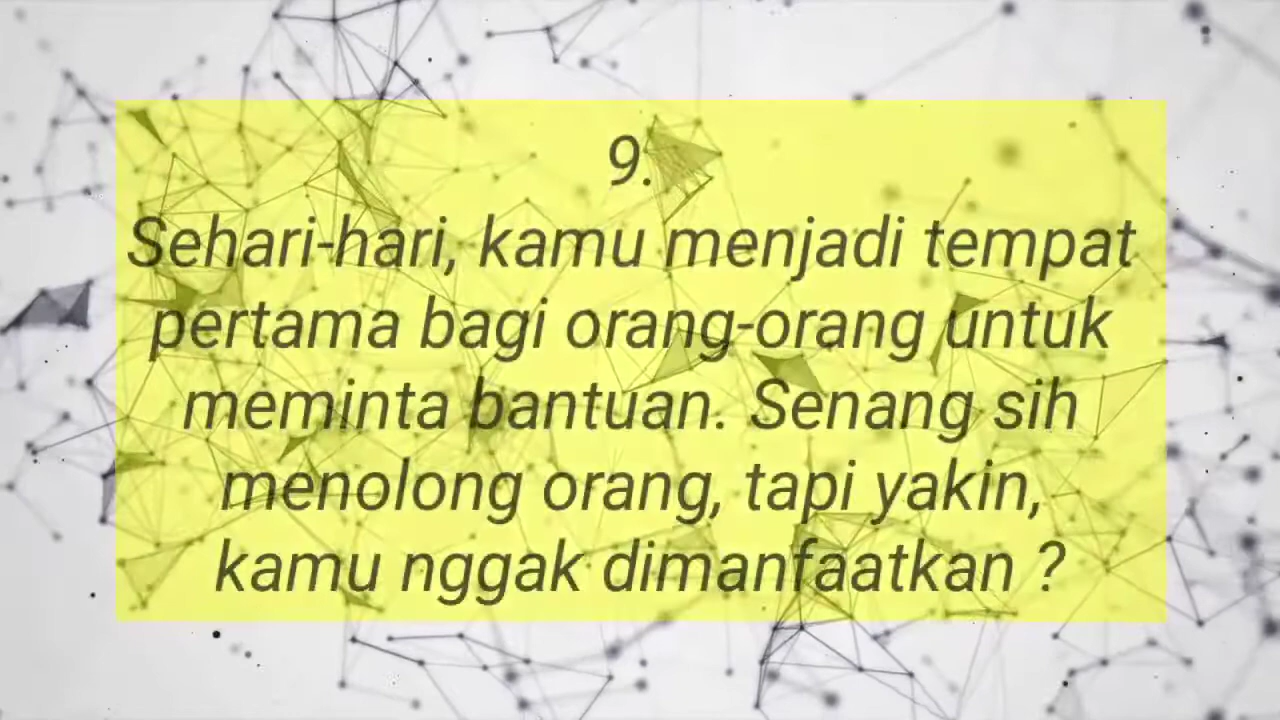 9.
Sehari-hari, kamu menjadi tempat
pertama bagi orang-orang untuk
meminta bantuan. Senang sih
menolong orang, tapi yakin,
kamu nggak dimanfaatkan ?